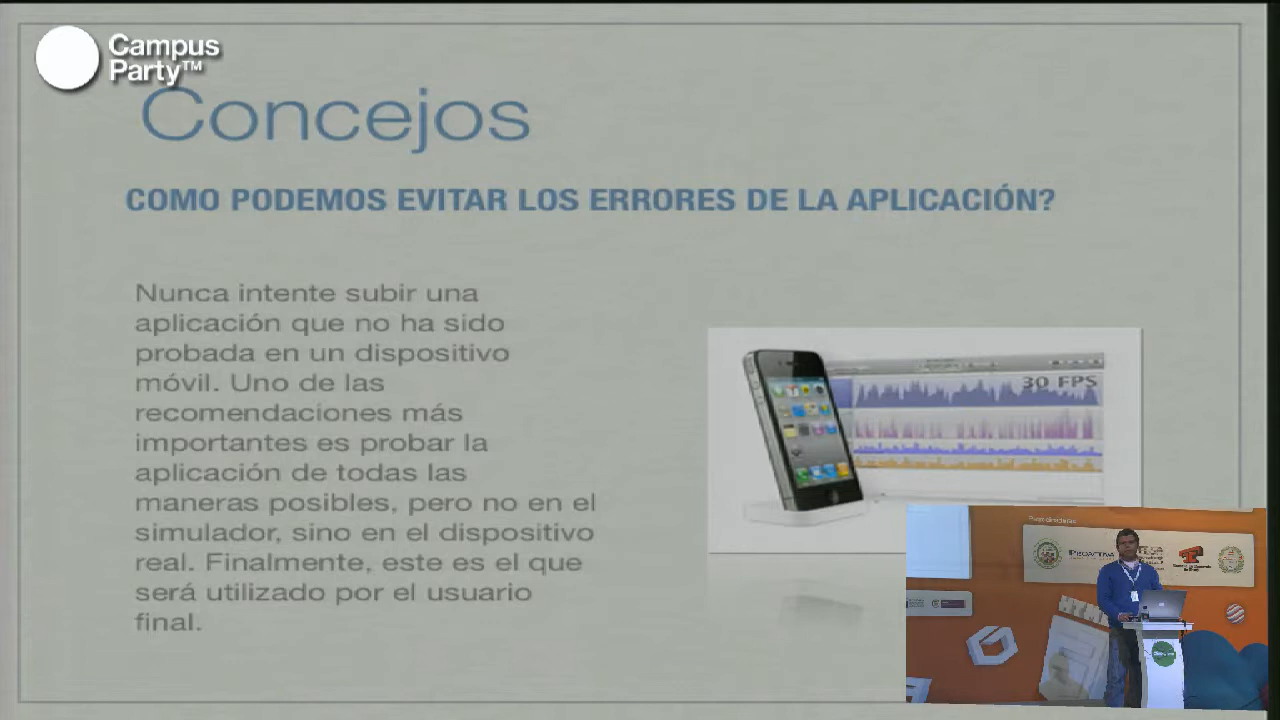 Campus
Party™
Concejos
COMO PODEMOS EVITAR LOS ERRORES DE LA APLICACIÓN?
Nunca intente subir una
aplicación que no ha sido
probada en un dispositivo
móvil. Uno de las
recomendaciones más
importantes es probar la
aplicación de todas las
maneras posibles, pero no en el
simulador, sino en el dispositivo
real. Finalmente, este es el que
será utilizado por el usuario
final.
30 FPS